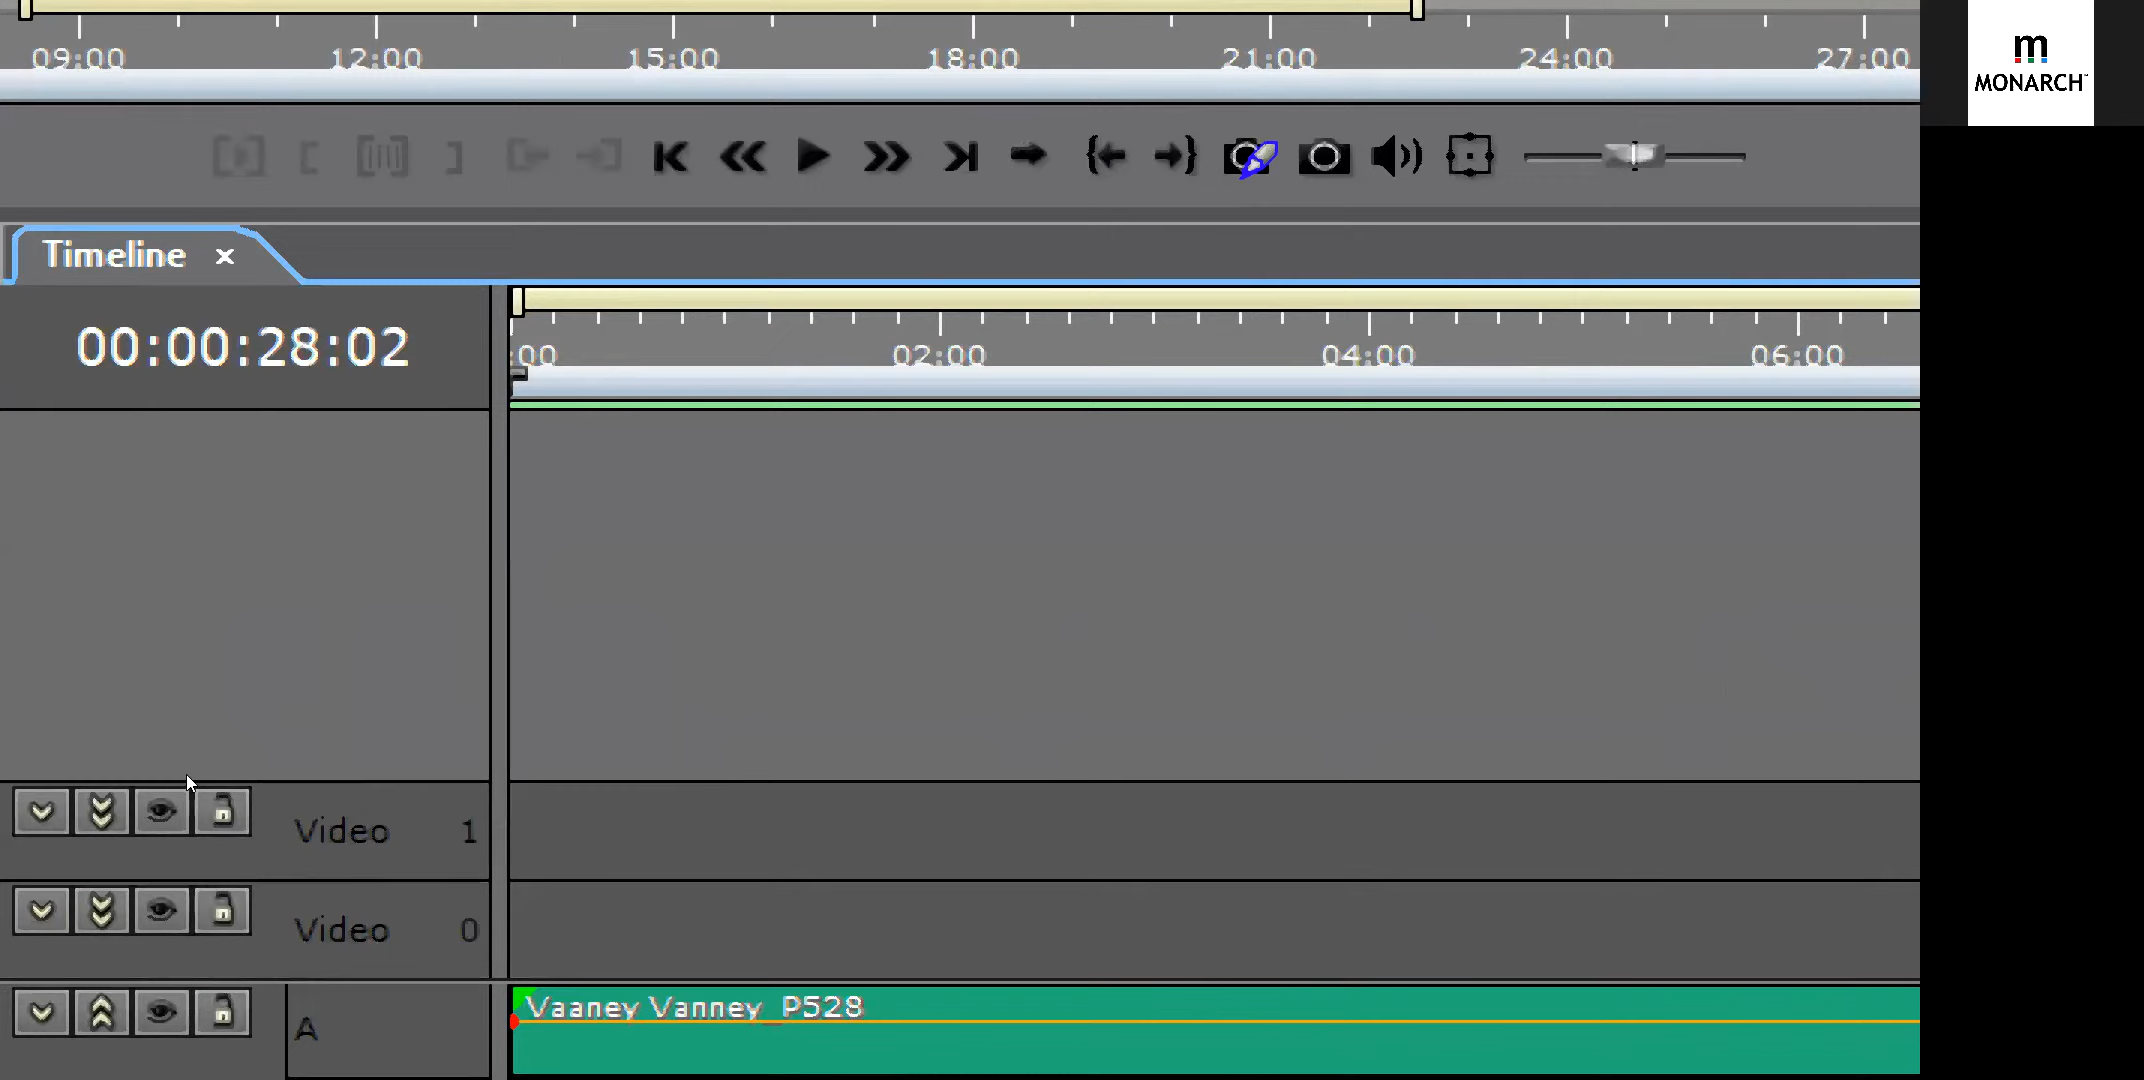 09:00 12:00 15:00 18:00 21:00 24:00 27:00
m
MONARCH™
Timeline x
00:00:28:02
:00 02:00 04:00 06:00
Video 1
Video 0
A
Vaaney Vanney_P528